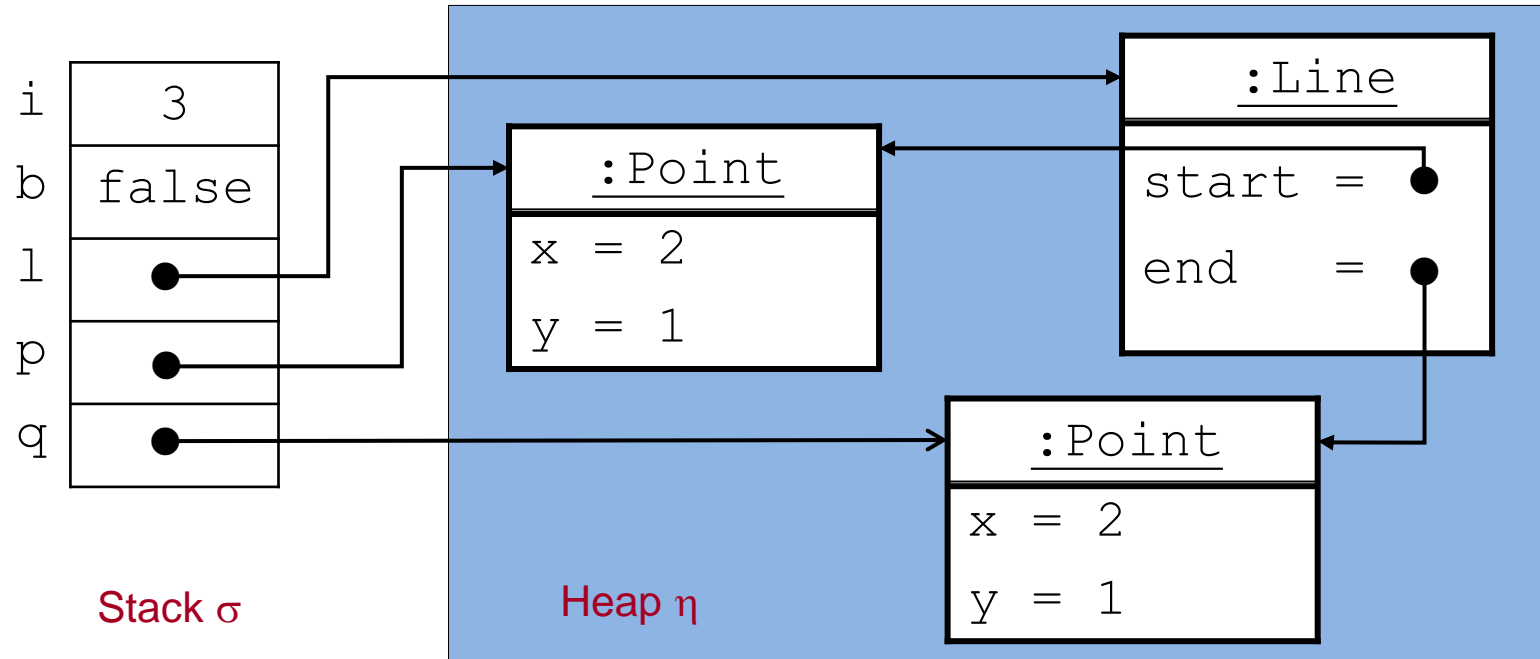 i 3
b false
l
p
q
Stack σ
Heap η
:Point
x = 2
y = 1
:Line
start =
end =
:Point
x = 2
y = 1